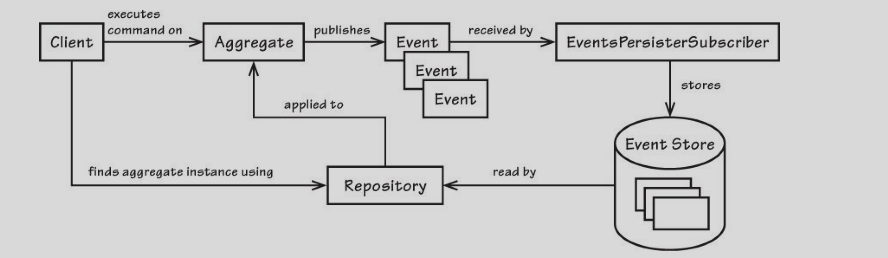 executes
command on
Client
Aggregate
publishes
Event
Event
Event
received by
EventsPersisterSubscriber
stores
applied to
Event Store
finds aggregate instance using
Repository
read by